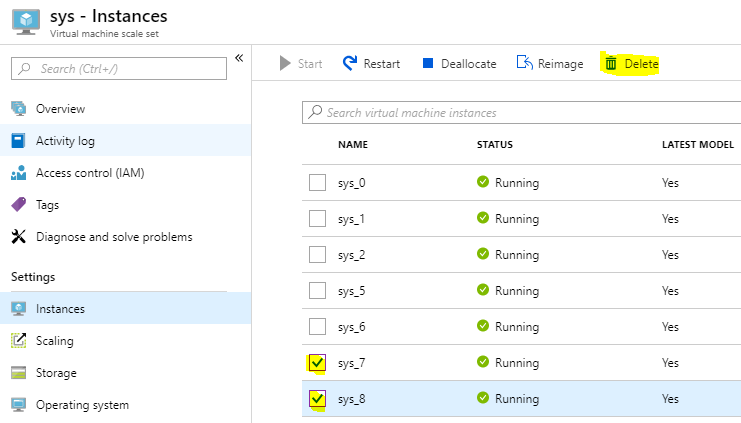 sys - Instances
Virtual machine scale set
Search (Ctrl+/)
«
Overview
Activity log
Access control (IAM)
Tags
Diagnose and solve problems
Settings
Instances
Scaling
Storage
Operating system
Start Restart Deallocate Reimage Delete
Search virtual machine instances
NAME STATUS LATEST MODEL
sys_0 Running Yes
sys_1 Running Yes
sys_2 Running Yes
sys_5 Running Yes
sys_6 Running Yes
sys_7 Running Yes
sys_8 Running Yes